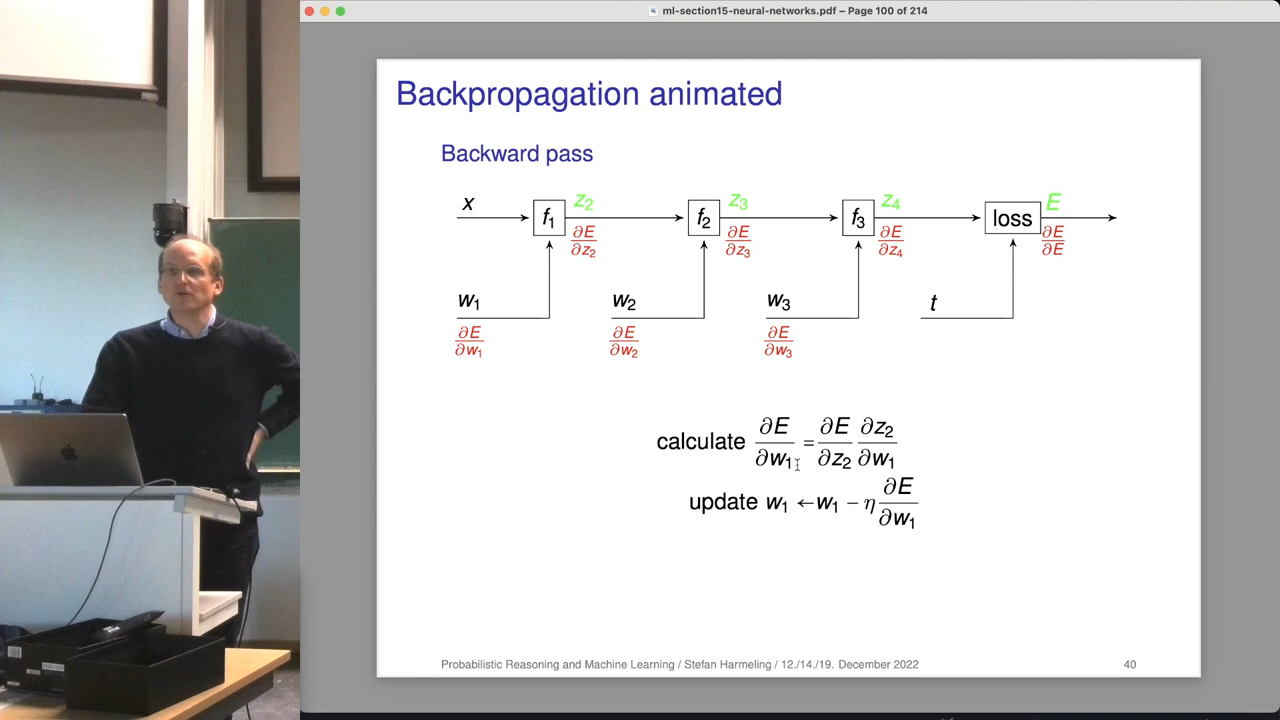 ml-section15-neural-networks.pdf – Page 100 of 214
Backpropagation animated
Backward pass
x f₁ z₂ f₂ z₃ f₃ z₄ loss E
∂E/∂z₂ ∂E/∂z₃ ∂E/∂z₄ ∂E/∂E
w₁ w₂ w₃ t
∂E/∂w₁ ∂E/∂w₂ ∂E/∂w₃
calculate ∂E/∂w₁ = ∂E/∂z₂ ∂z₂/∂w₁
update w₁ ← w₁ − η ∂E/∂w₁
Probabilistic Reasoning and Machine Learning / Stefan Harmeling / 12./14./19. December 2022 40